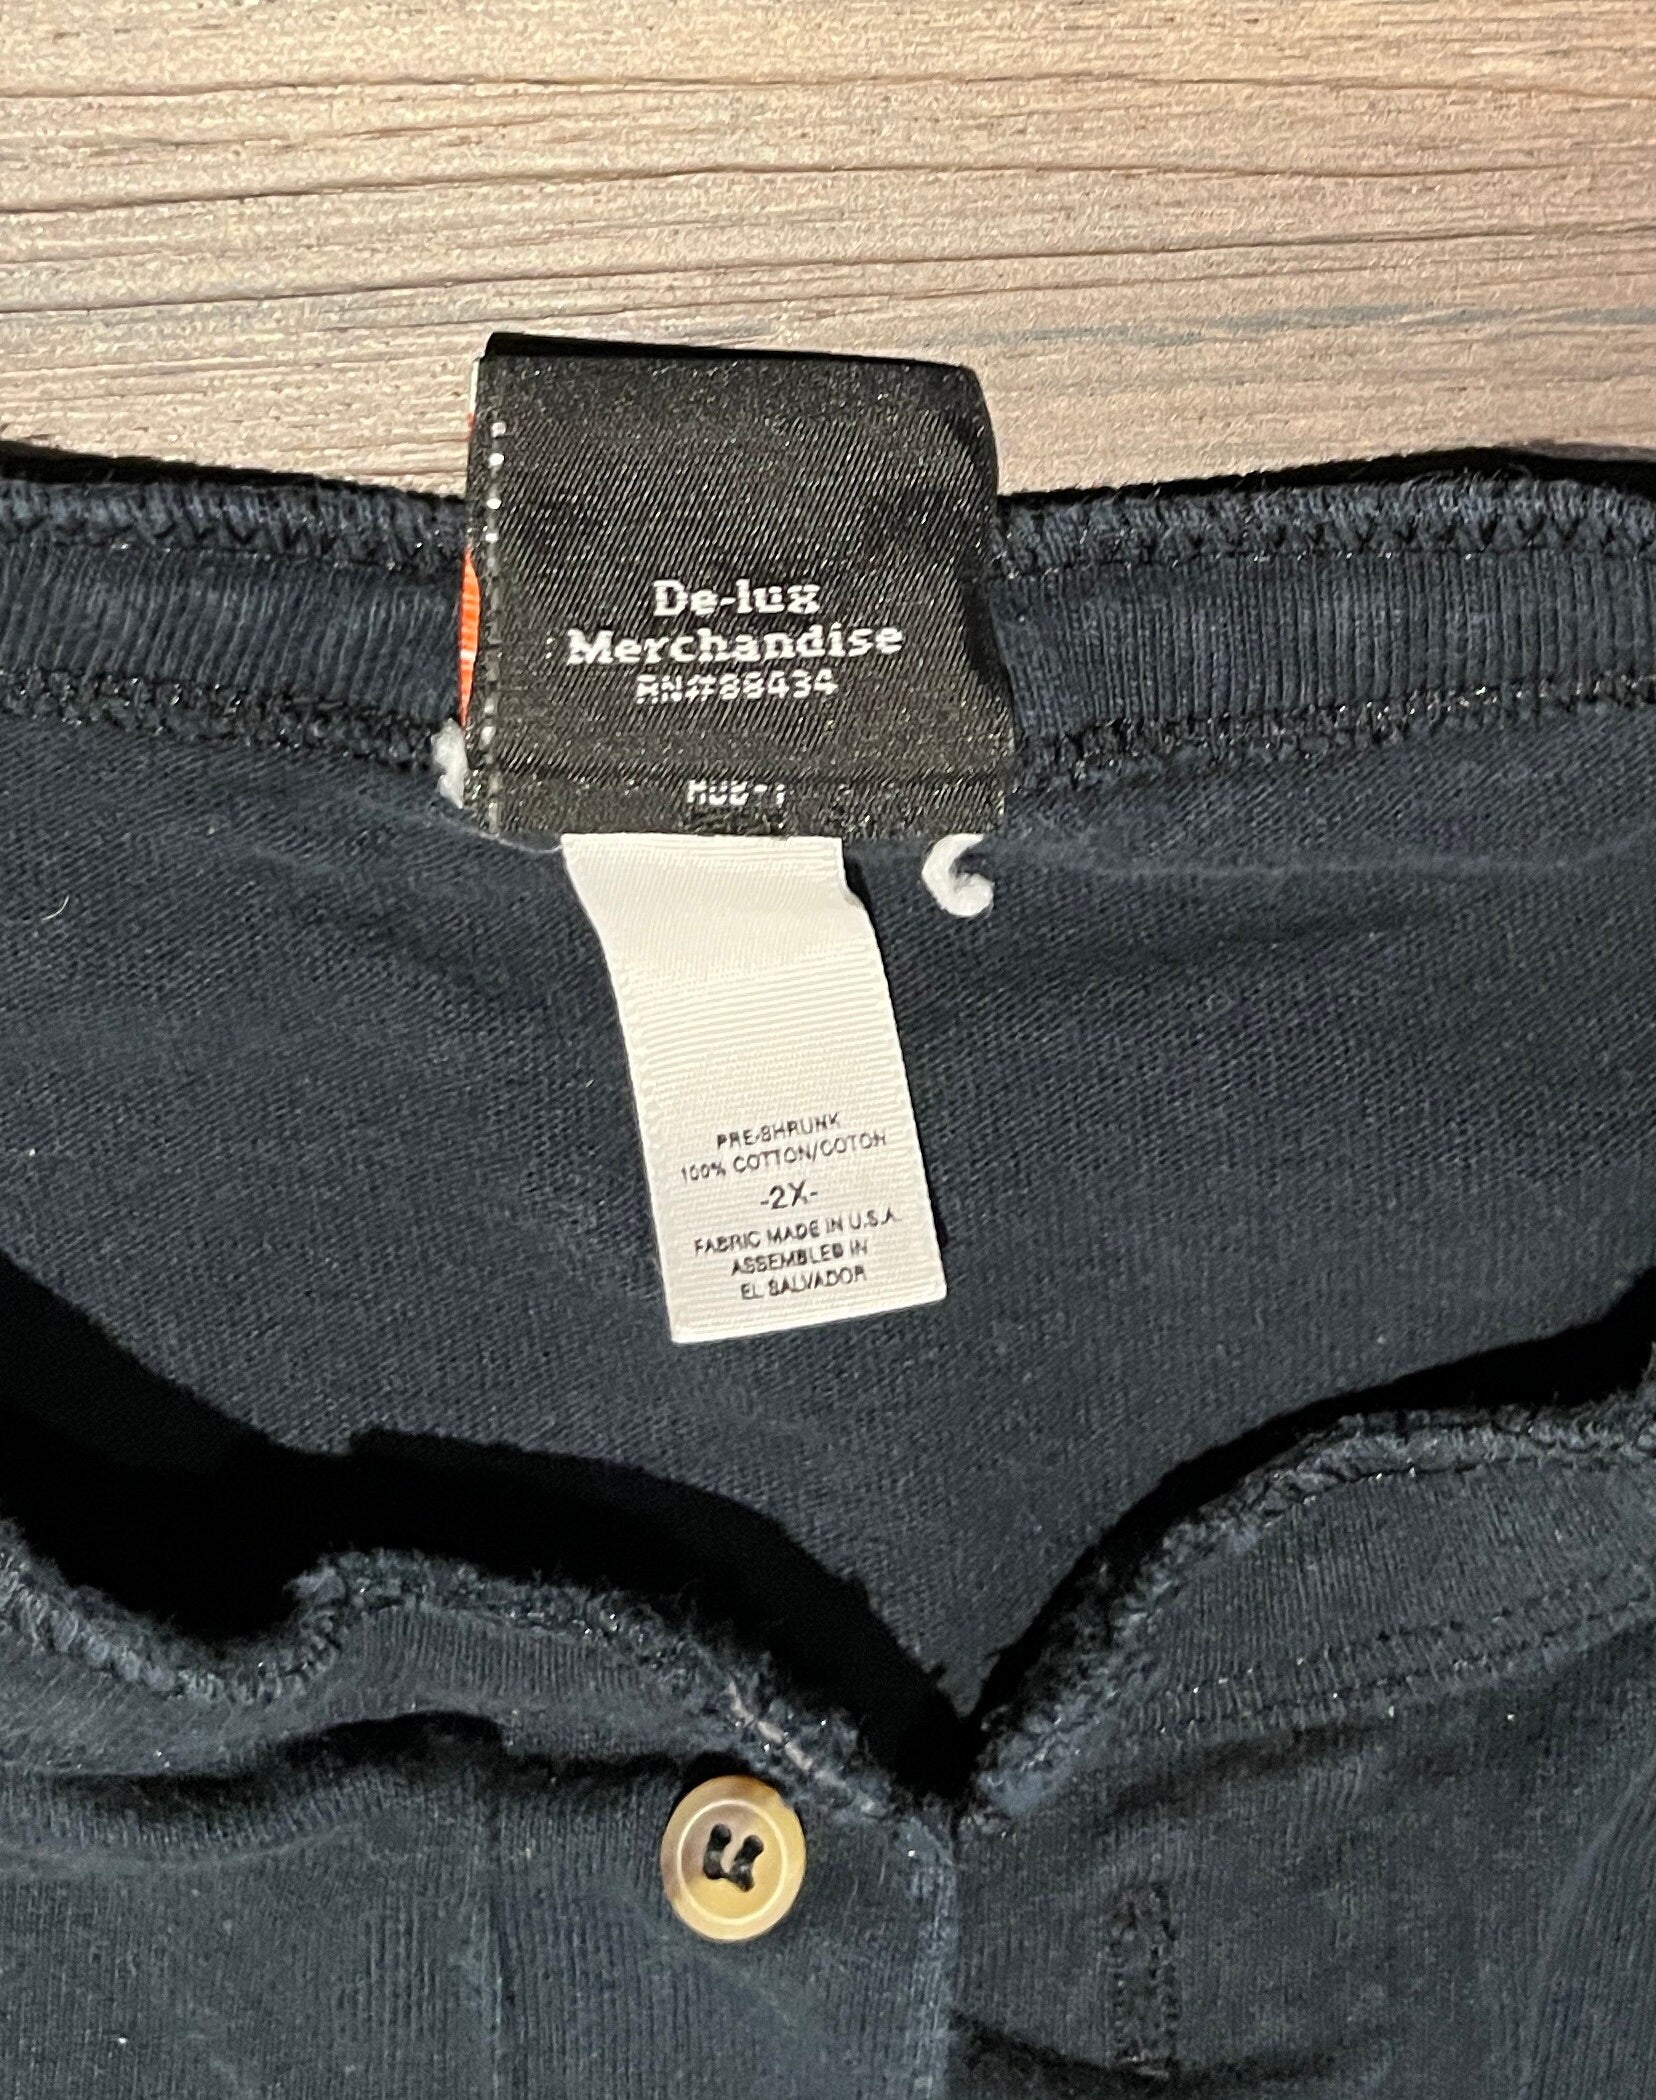 De-lux
Merchandise
RN#88434
PRE-SHRUNK
100% COTTON/COTON
-2X-
FABRIC MADE IN U.S.A.
ASSEMBLED IN
EL SALVADOR